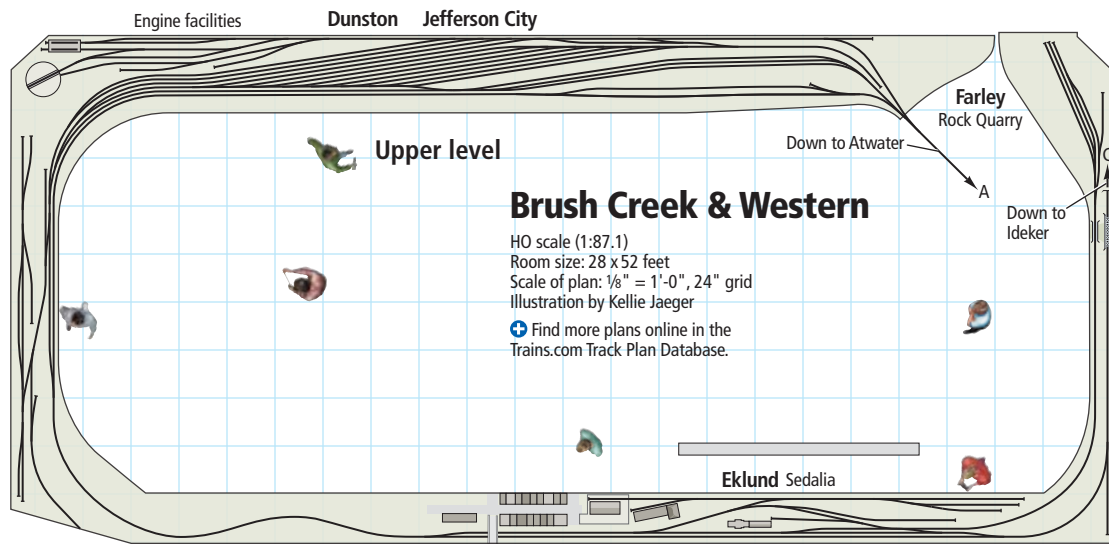 Engine facilities
Dunston Jefferson City
Farley
Rock Quarry
Down to Atwater
A
Upper level
Brush Creek & Western
HO scale (1:87.1)
Room size: 28 x 52 feet
Scale of plan: ⅛" = 1'-0", 24" grid
Illustration by Kellie Jaeger
Find more plans online in the
Trains.com Track Plan Database.
Down to
Ideker
Eklund Sedalia